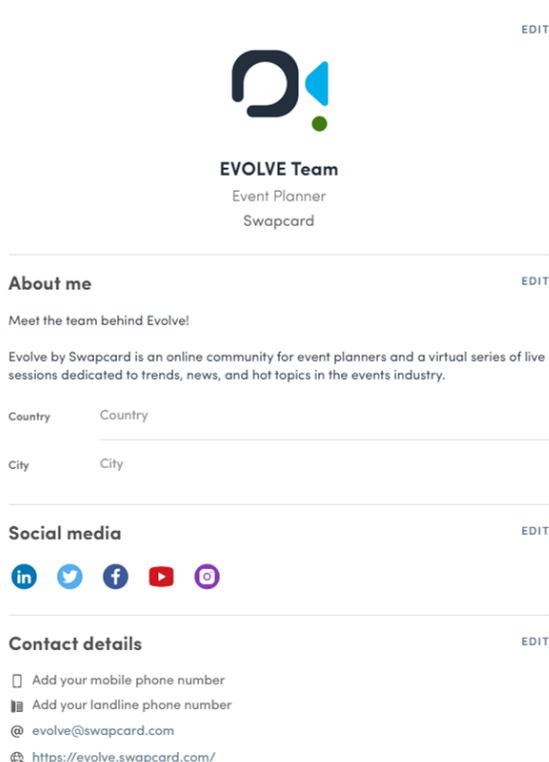 EDIT
EVOLVE Team
Event Planner
Swapcard
About me
EDIT
Meet the team behind Evolve!
Evolve by Swapcard is an online community for event planners and a virtual series of live
sessions dedicated to trends, news, and hot topics in the events industry.
Country Country
City City
Social media
EDIT
in
f
Contact details
EDIT
Add your mobile phone number
Add your landline phone number
@ evolve@swapcard.com
https://evolve.swapcard.com/